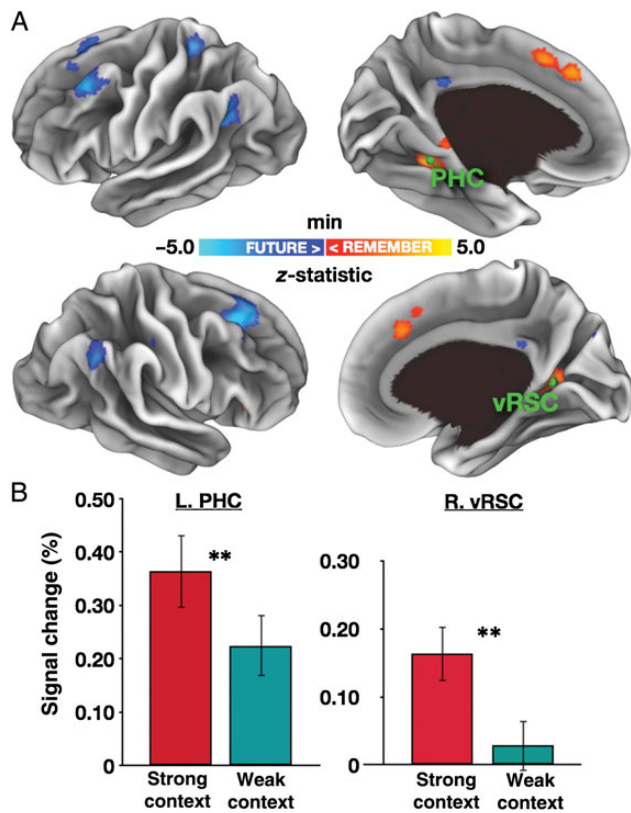 A
PHC
min
−5.0 FUTURE > < REMEMBER 5.0
z-statistic
vRSC
B
L. PHC R. vRSC
Signal change (%)
0.50
0.40
0.30
0.20
0.10
0
**
Strong context
Weak context
0.30
0.20
0.10
0
**
Strong context
Weak context